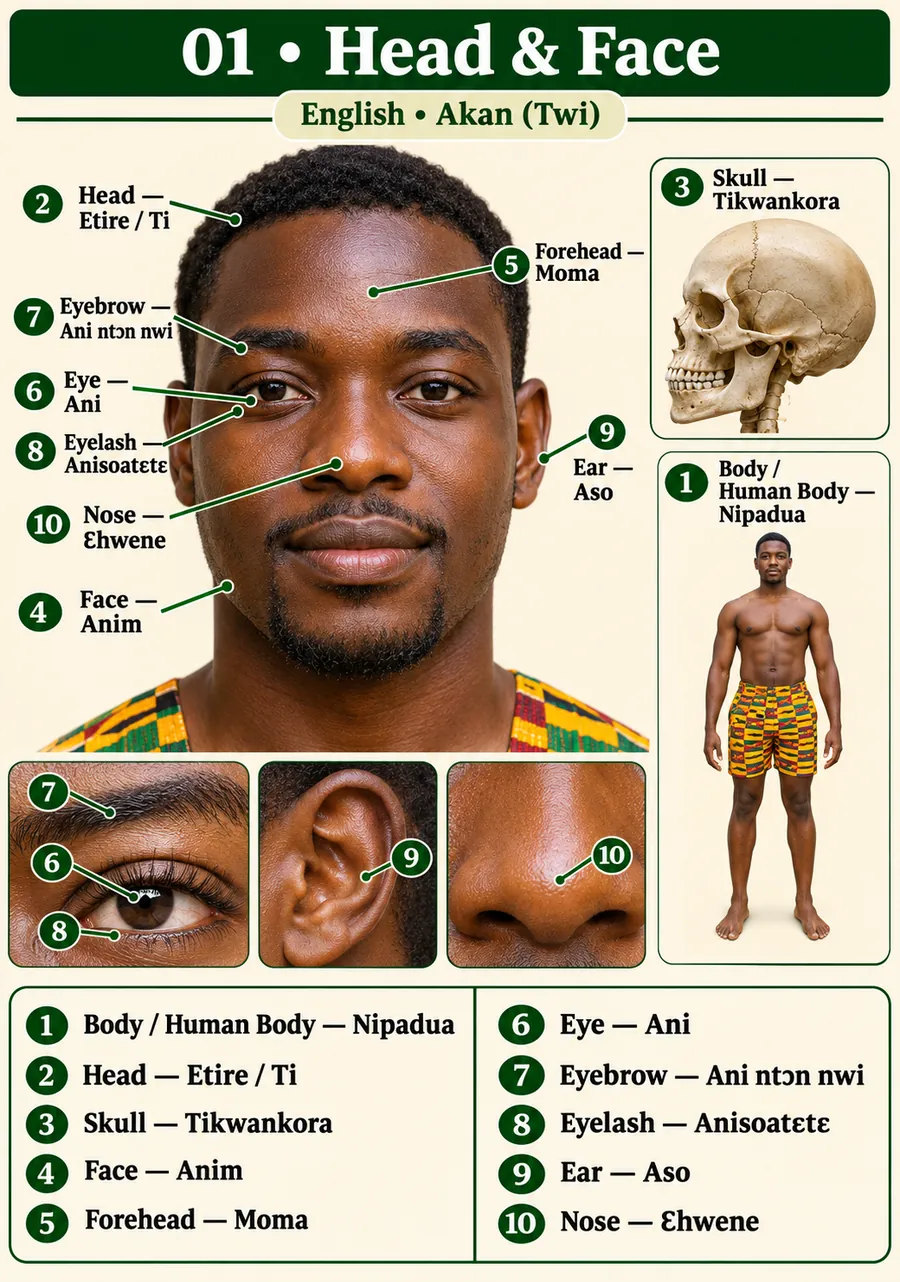 01 • Head & Face
English • Akan (Twi)
2 Head —
Etire / Ti
3 Skull —
Tikwankora
5 Forehead —
Moma
7 Eyebrow —
Ani ntɔn nwi
6 Eye —
Ani
8 Eyelash —
Anisoatɛtɛ
9
Ear —
Aso
10 Nose —
Ɛhwene
4 Face —
Anim
1 Body /
Human Body —
Nipadua
7
6
8
9
10
1 Body / Human Body — Nipadua
2 Head — Etire / Ti
3 Skull — Tikwankora
4 Face — Anim
5 Forehead — Moma
6 Eye — Ani
7 Eyebrow — Ani ntɔn nwi
8 Eyelash — Anisoatɛtɛ
9 Ear — Aso
10 Nose — Ɛhwene